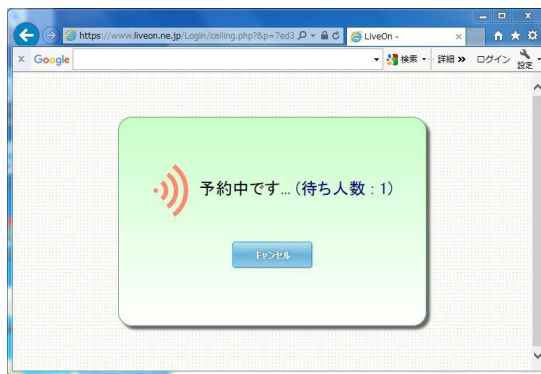 https://www.liveon.ne.jp/Login/calling.php?&p=7ed3
LiveOn -
× Google
検索
詳細 »
ログイン
設定
予約中です... (待ち人数 : 1)
キャンセル